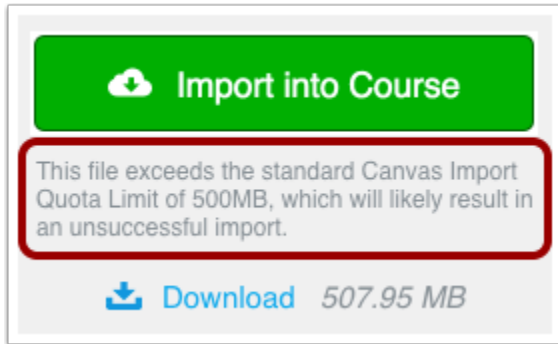 Import into Course
This file exceeds the standard Canvas Import
Quota Limit of 500MB, which will likely result in
an unsuccessful import.
Download 507.95 MB